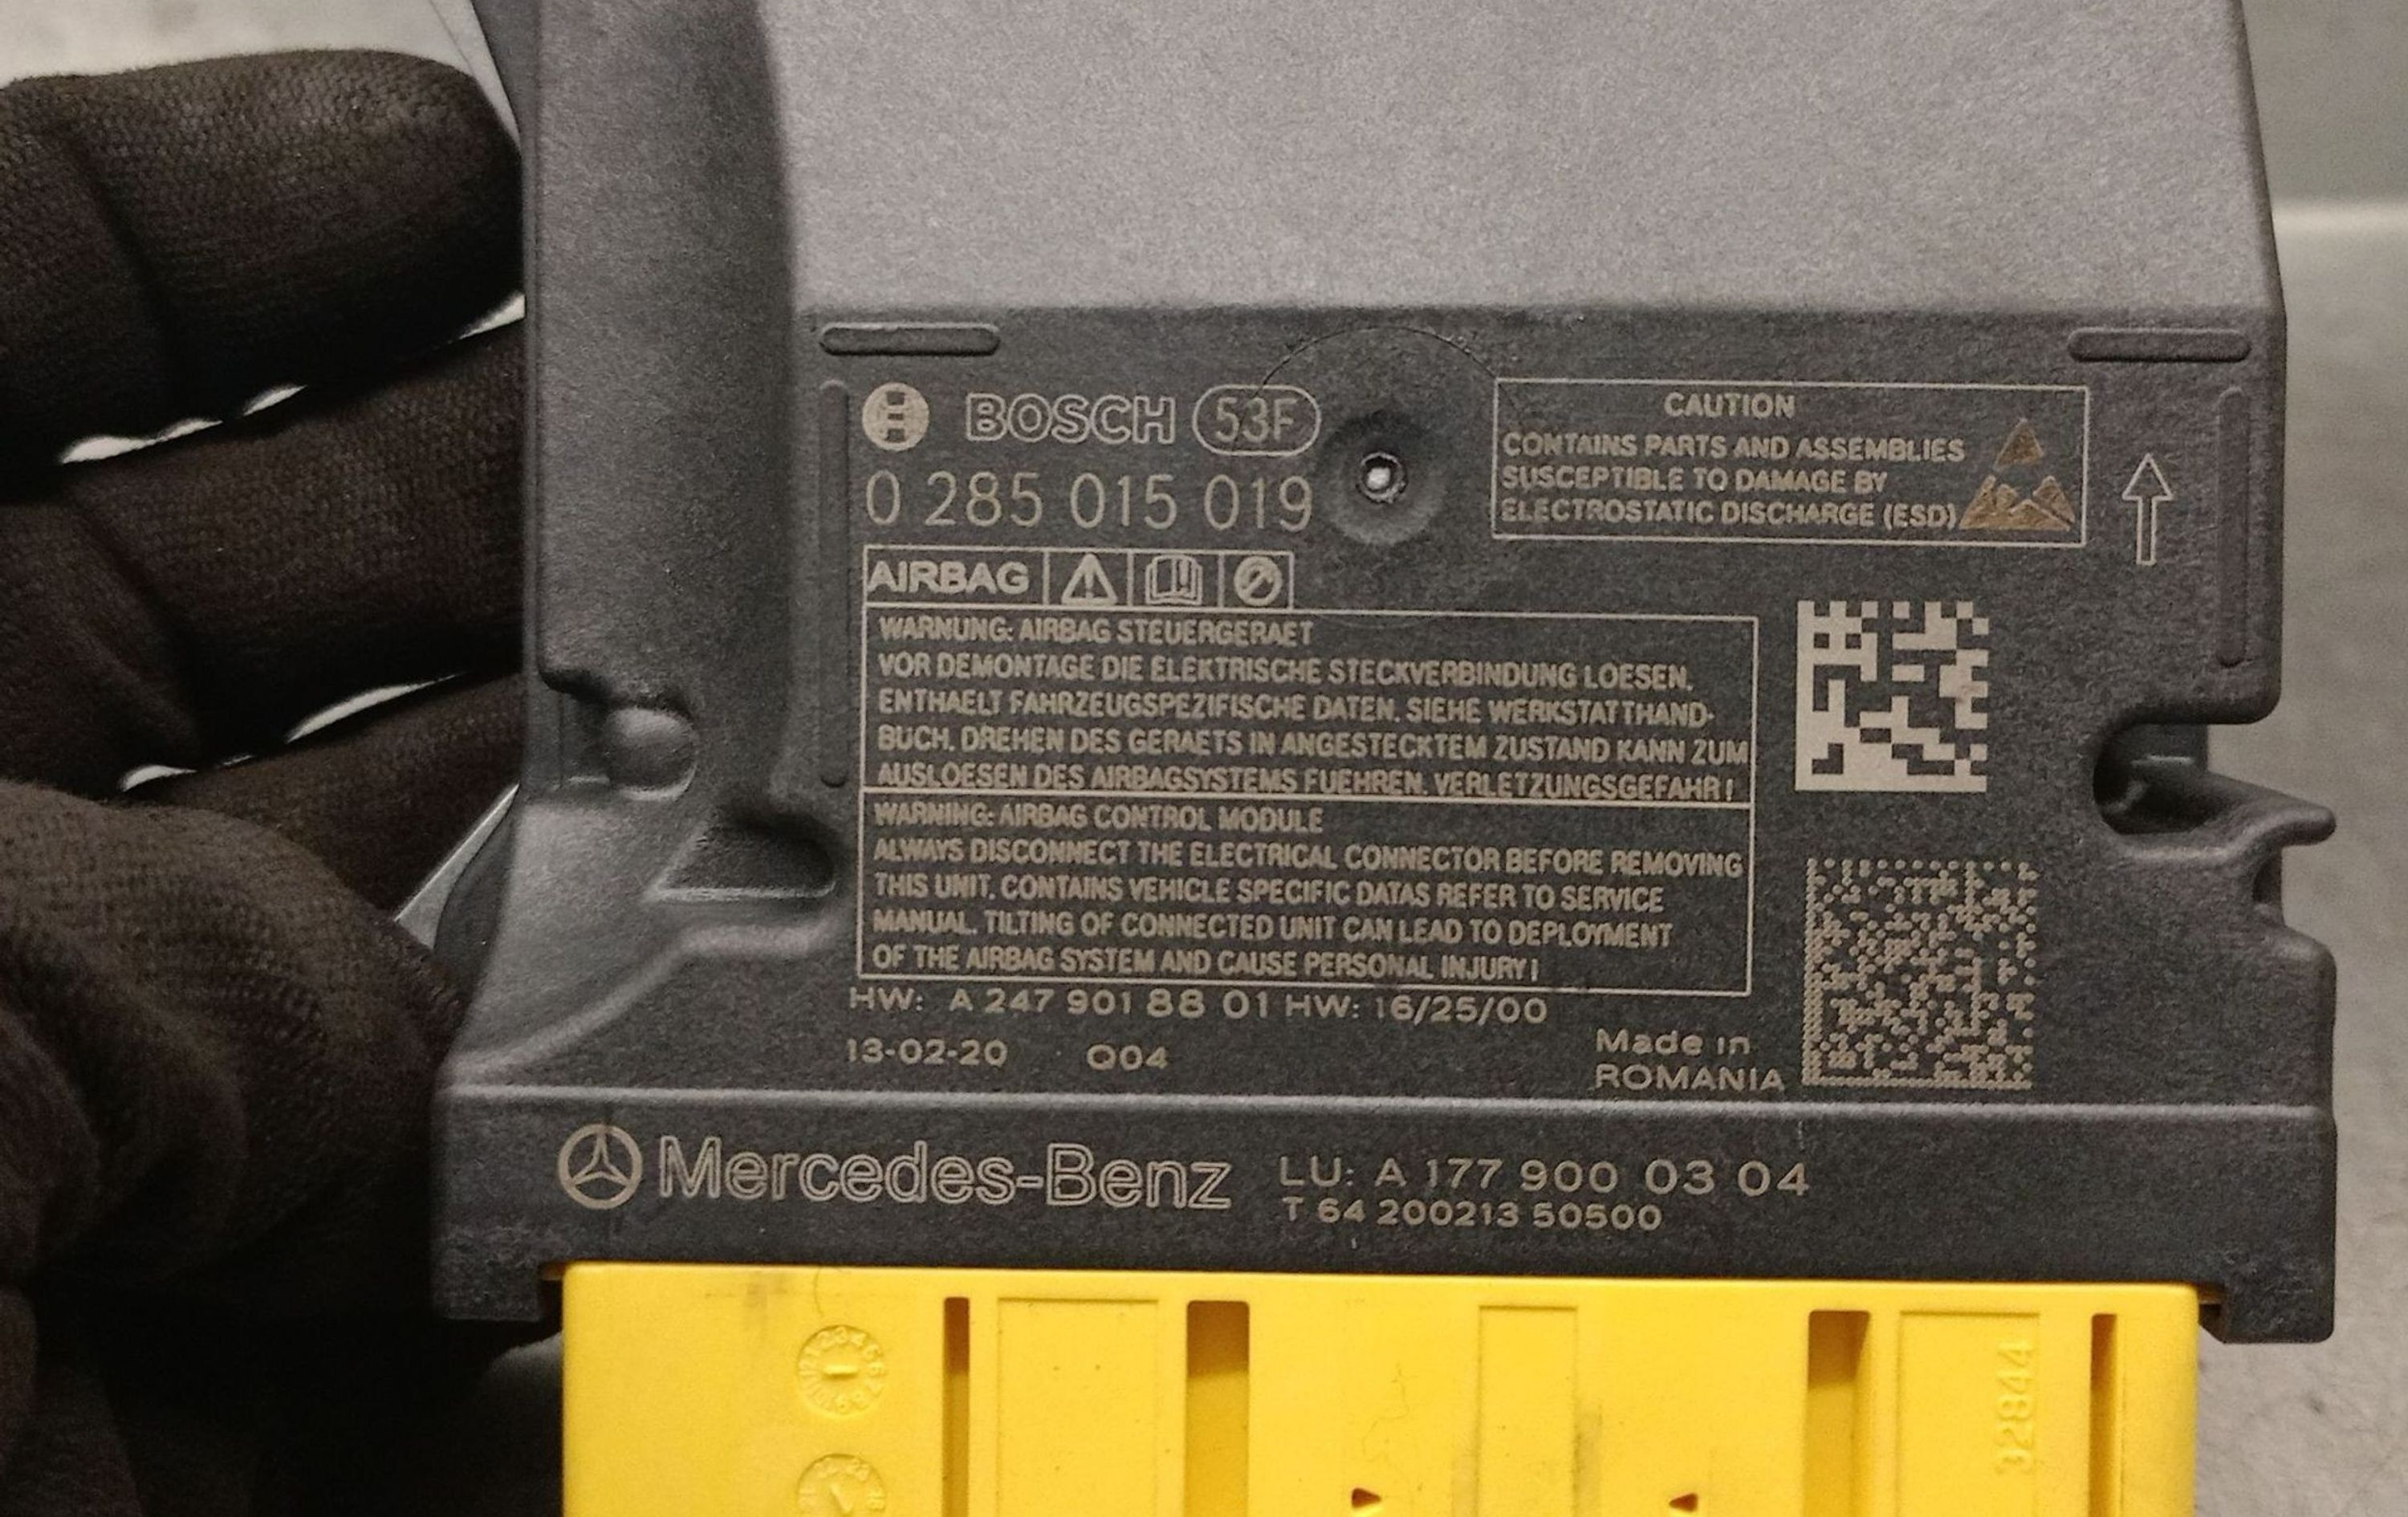 BOSCH 53F
0 285 015 019
CAUTION
CONTAINS PARTS AND ASSEMBLIES
SUSCEPTIBLE TO DAMAGE BY
ELECTROSTATIC DISCHARGE (ESD)
AIRBAG
WARNUNG: AIRBAG STEUERGERAET
VOR DEMONTAGE DIE ELEKTRISCHE STECKVERBINDUNG LOESEN.
ENTHAELT FAHRZEUGSPEZIFISCHE DATEN. SIEHE WERKSTATTHAND-
BUCH. DREHEN DES GERAETS IN ANGESTECKTEM ZUSTAND KANN ZUM
AUSLOESEN DES AIRBAGSYSTEMS FUEHREN. VERLETZUNGSGEFAHR!
WARNING: AIRBAG CONTROL MODULE
ALWAYS DISCONNECT THE ELECTRICAL CONNECTOR BEFORE REMOVING
THIS UNIT. CONTAINS VEHICLE SPECIFIC DATAS REFER TO SERVICE
MANUAL. TILTING OF CONNECTED UNIT CAN LEAD TO DEPLOYMENT
OF THE AIRBAG SYSTEM AND CAUSE PERSONAL INJURY!
HW: A 247 901 88 01 HW: 16/25/00
13-02-20 Q04
Made in
ROMANIA
Mercedes-Benz
LU: A 177 900 03 04
T 64 200213 50500
32844